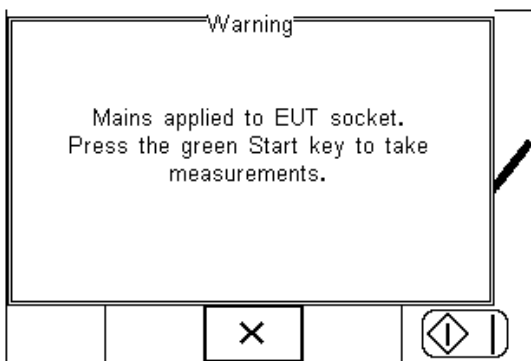 Warning
Mains applied to EUT socket.
Press the green Start key to take
measurements.